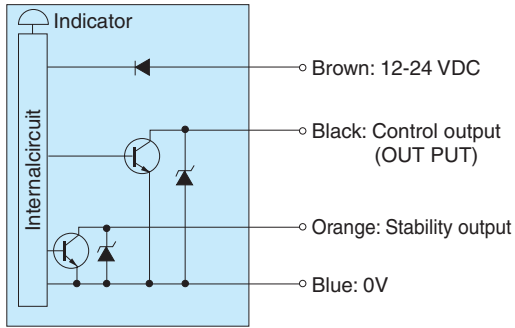 Indicator
Brown: 12-24 VDC
Black: Control output
(OUT PUT)
Internalcircuit
Orange: Stability output
Blue: 0V